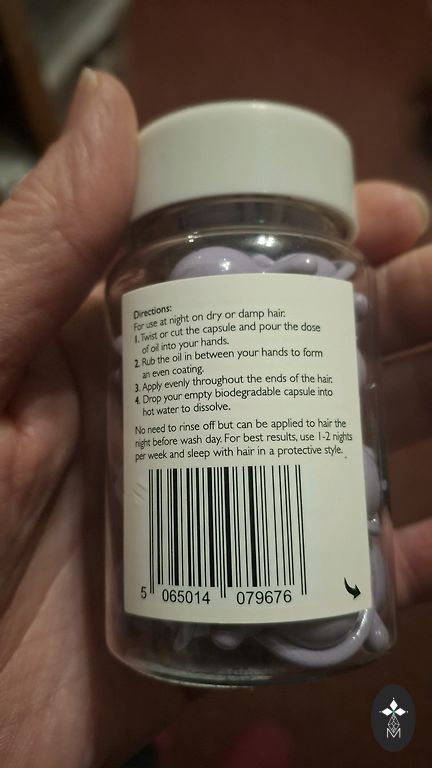 Directions:
For use at night on dry or damp hair.
1. Twist or cut the capsule and pour the dose
of oil into your hands.
2. Rub the oil in between your hands to form
an even coating.
3. Apply evenly throughout the ends of the hair.
4. Drop your empty biodegradable capsule into
hot water to dissolve.
No need to rinse off but can be applied to hair the
night before wash day. For best results, use 1-2 nights
per week and sleep with hair in a protective style.
5 065014 079676
M